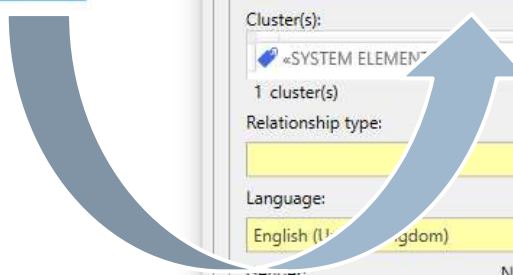 Cluster(s):
«SYSTEM ELEMENT
1 cluster(s)
Relationship type:
Language:
English (U gdom)